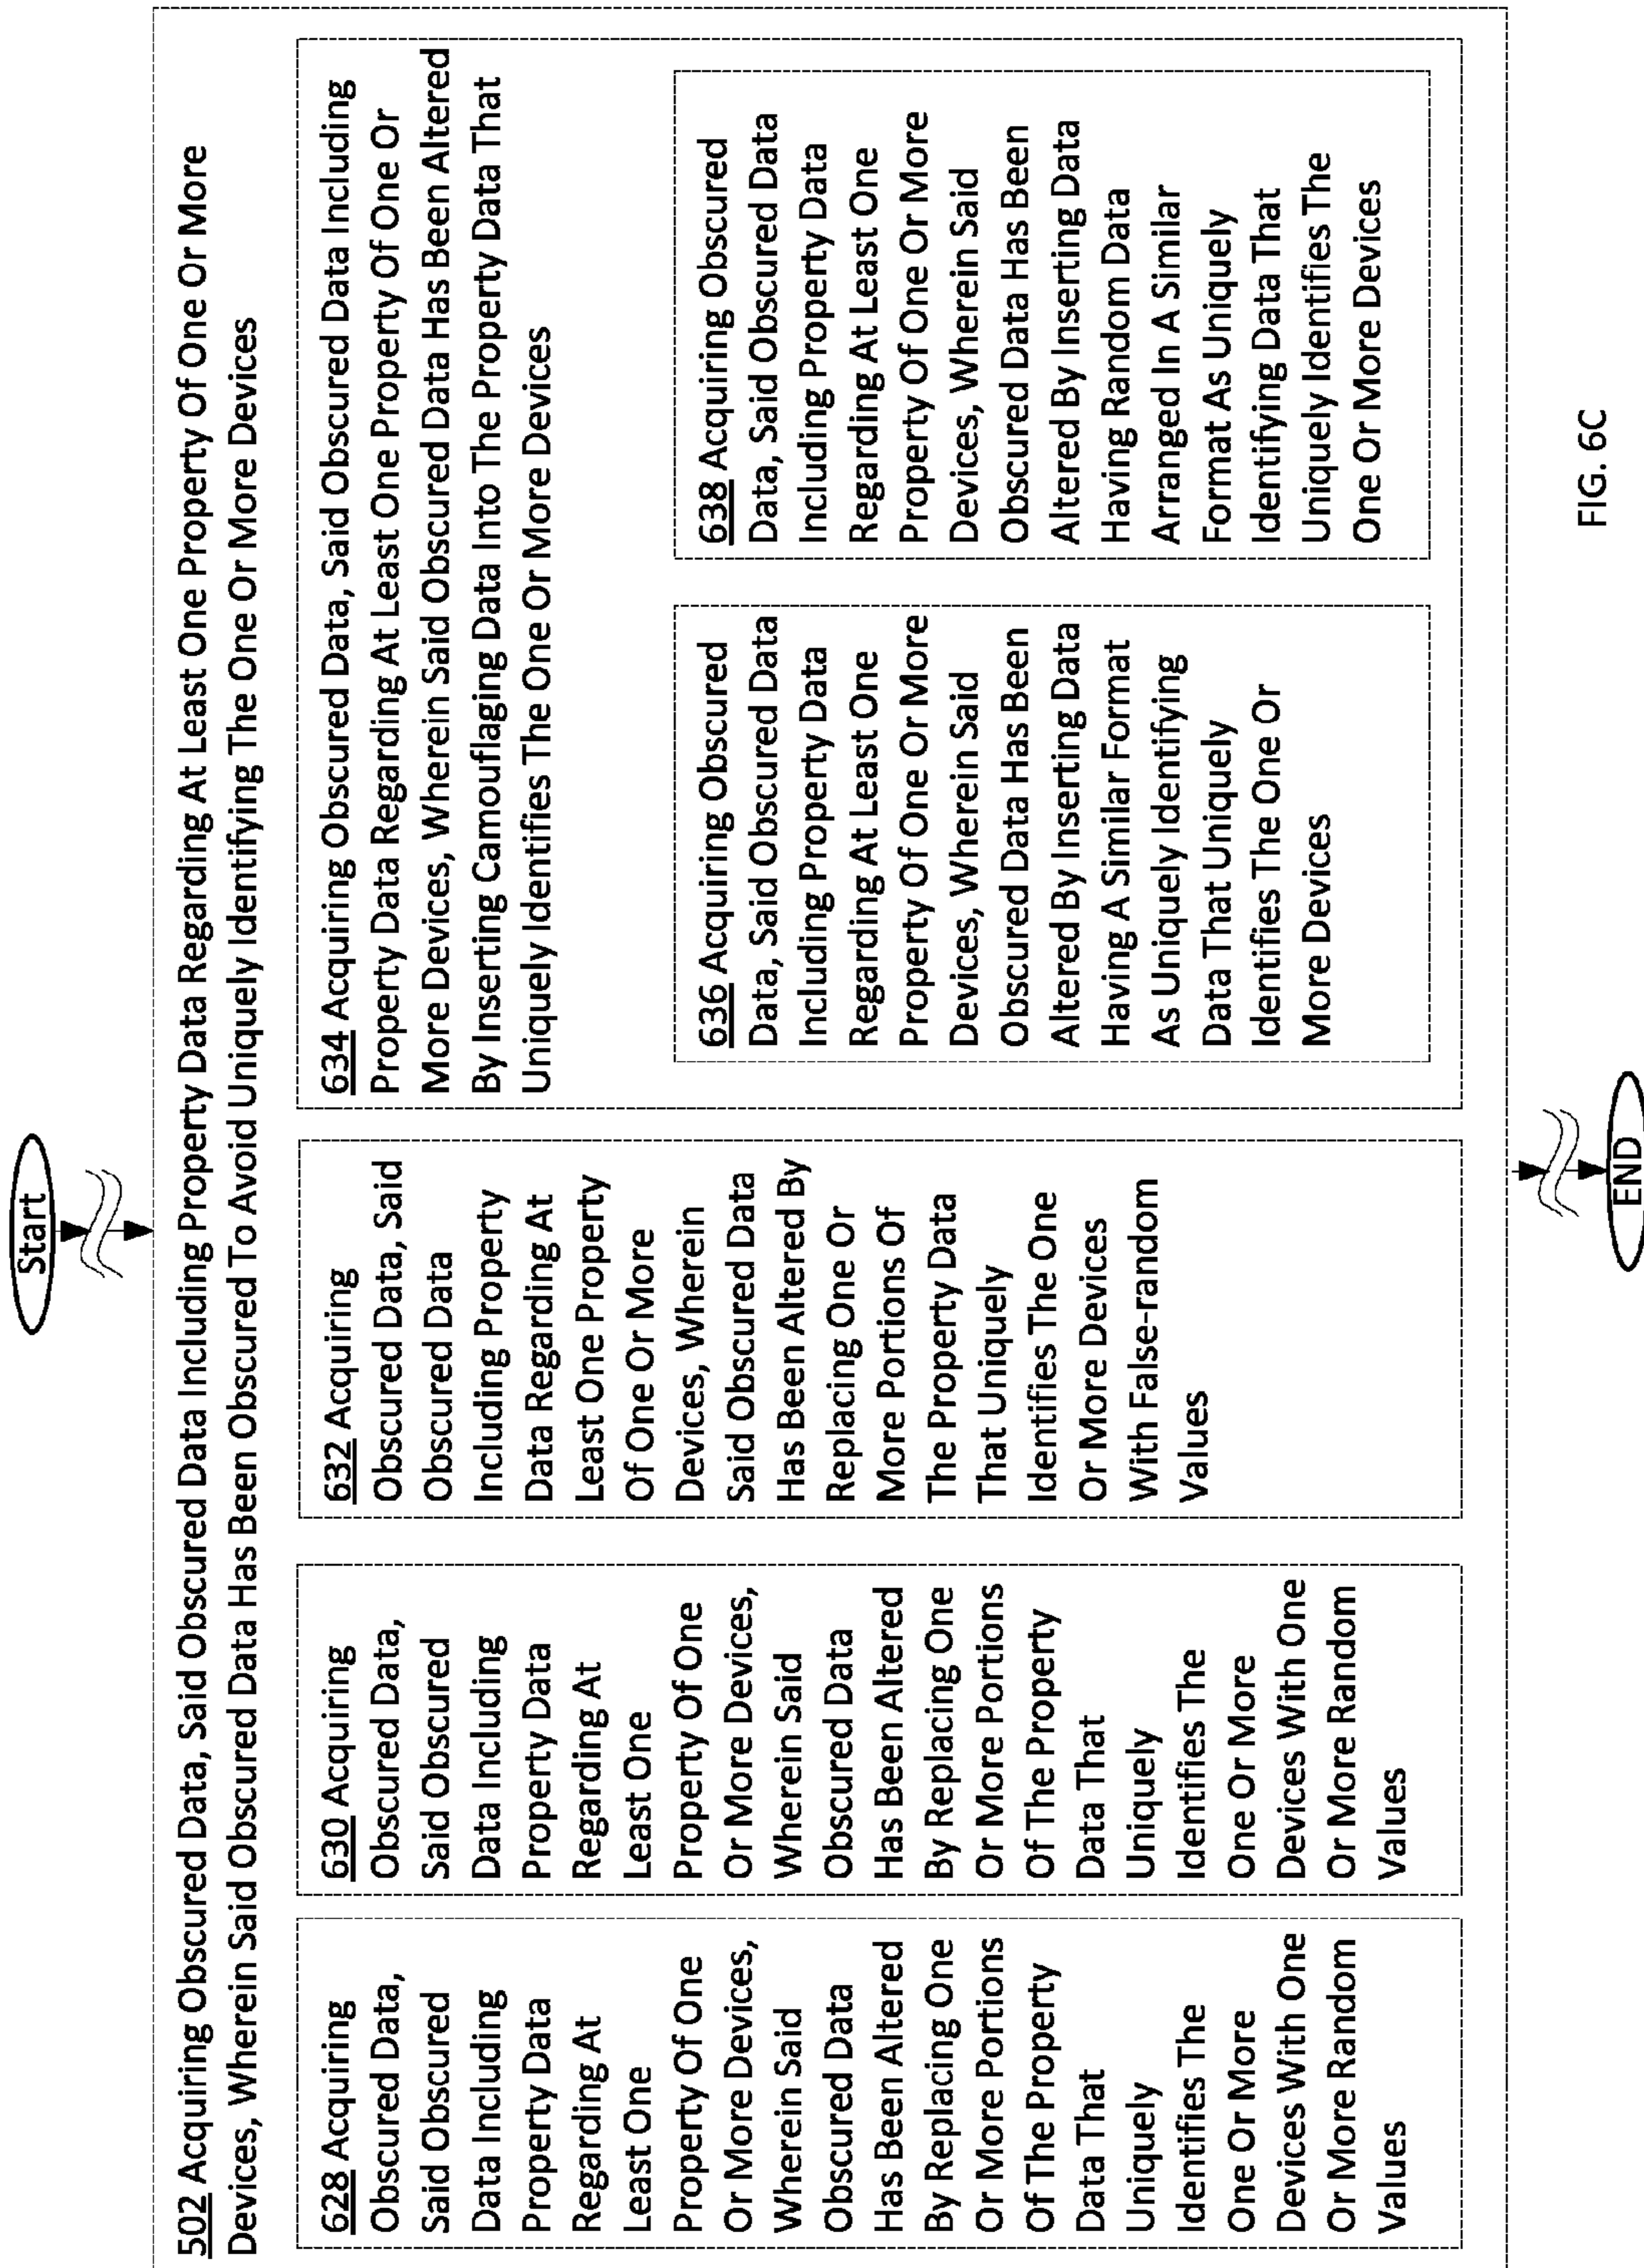 Start
502 Acquiring Obscured Data, Said Obscured Data Including Property Data Regarding At Least One Property Of One Or More
Devices, Wherein Said Obscured Data Has Been Obscured To Avoid Uniquely Identifying The One Or More Devices
628 Acquiring
Obscured Data,
Said Obscured
Data Including
Property Data
Regarding At
Least One
Property Of One
Or More Devices,
Wherein Said
Obscured Data
Has Been Altered
By Replacing One
Or More Portions
Of The Property
Data That
Uniquely
Identifies The
One Or More
Devices With One
Or More Random
Values
630 Acquiring
Obscured Data,
Said Obscured
Data Including
Property Data
Regarding At
Least One
Property Of One
Or More Devices,
Wherein Said
Obscured Data
Has Been Altered
By Replacing One
Or More Portions
Of The Property
Data That
Uniquely
Identifies The
One Or More
Devices With One
Or More Random
Values
632 Acquiring
Obscured Data, Said
Obscured Data
Including Property
Data Regarding At
Least One Property
Of One Or More
Devices, Wherein
Said Obscured Data
Has Been Altered By
Replacing One Or
More Portions Of
The Property Data
That Uniquely
Identifies The One
Or More Devices
With False-random
Values
634 Acquiring Obscured Data, Said Obscured Data Including
Property Data Regarding At Least One Property Of One Or
More Devices, Wherein Said Obscured Data Has Been Altered
By Inserting Camouflaging Data Into The Property Data That
Uniquely Identifies The One Or More Devices
636 Acquiring Obscured
Data, Said Obscured Data
Including Property Data
Regarding At Least One
Property Of One Or More
Devices, Wherein Said
Obscured Data Has Been
Altered By Inserting Data
Having A Similar Format
As Uniquely Identifying
Data That Uniquely
Identifies The One Or
More Devices
638 Acquiring Obscured
Data, Said Obscured Data
Including Property Data
Regarding At Least One
Property Of One Or More
Devices, Wherein Said
Obscured Data Has Been
Altered By Inserting Data
Having Random Data
Arranged In A Similar
Format As Uniquely
Identifying Data That
Uniquely Identifies The
One Or More Devices
END
FIG. 6C